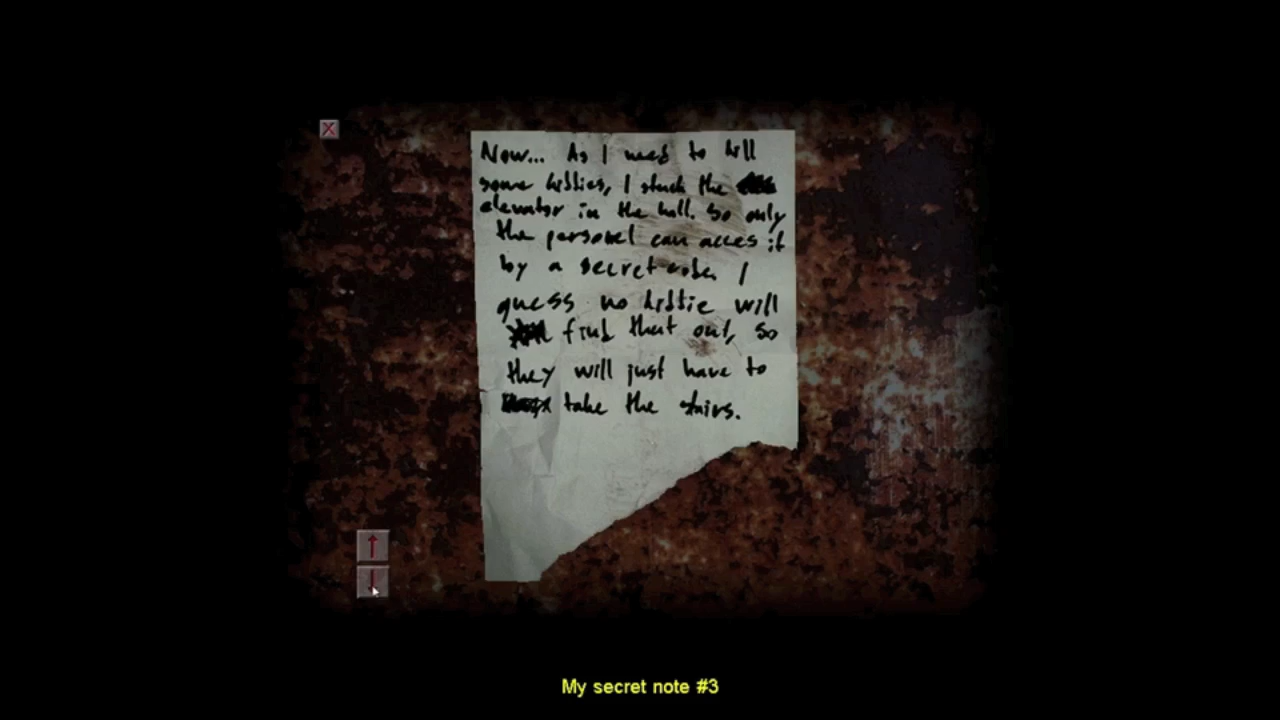 X
Now... As I need to kill
some kiddies, I stuck the
elevator in the hall. So only
the personel can acces it
by a secret code. I
guess no kiddie will
find that out, so
they will just have to
take the stairs.
My secret note #3